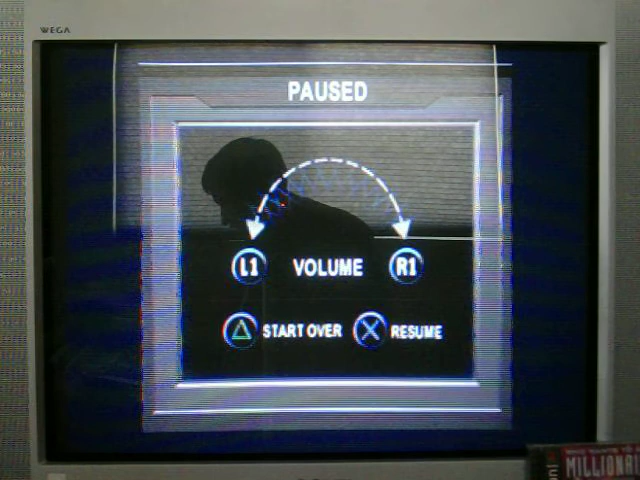 WEGA
PAUSED
L1 VOLUME R1
START OVER X RESUME
MILLIONAI